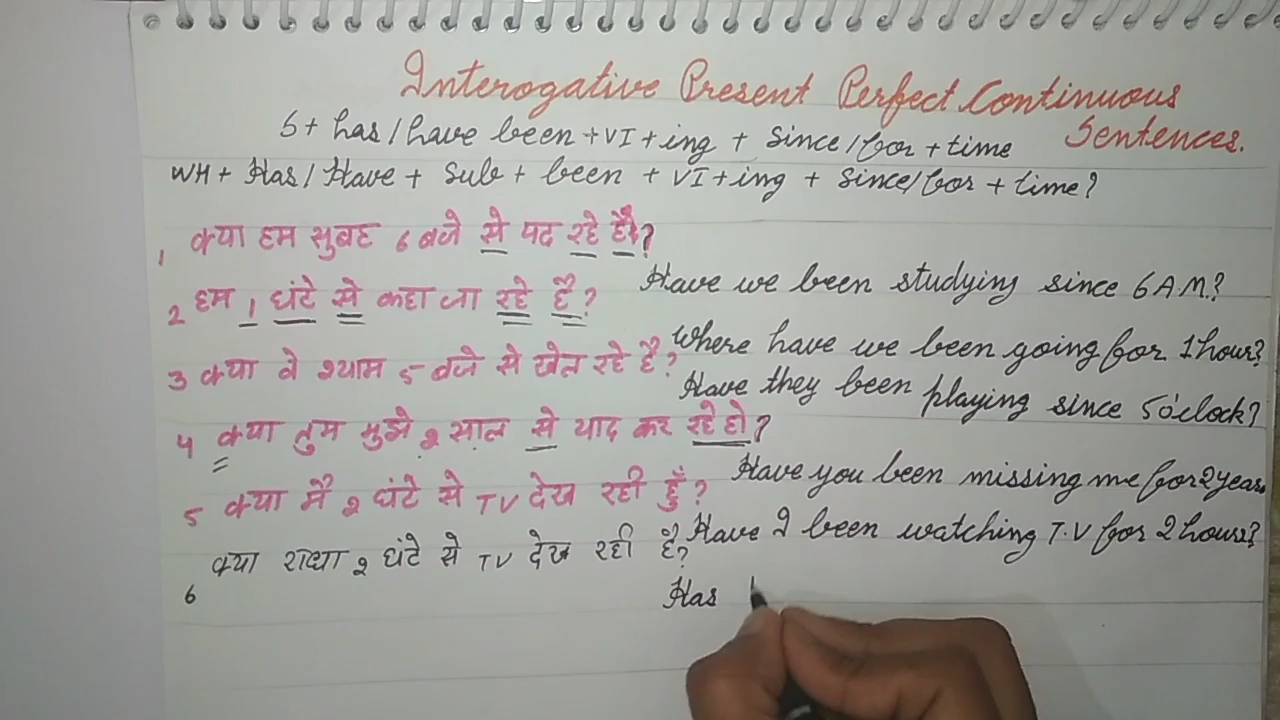 Interogative Present Perfect Continuous
Sentences.
S+ has/have been +VI+ing + Since/for +time
WH+ Has/Have + Sub + been + VI+ing + Since/for + time?
1 क्या हम सुबह 6 बजे से पढ रहे हैं?
Have we been studying since 6 A.M.?
2 हम 1 घंटे से कहा जा रहे है?
Where have we been going for 1 hour?
3 क्या वे श्याम 5 बजे से खेल रहे है?
Have they been playing since 5 o'clock?
4 क्या तुम मुझे 2 साल से याद कर रहे हो?
Have you been missing me for 2 years
5 क्या मै 2 घंटे से TV देख रही हूँ?
Have I been watching T.V for 2 hours?
6 क्या राधा 2 घंटे से TV देख रही है?
Has